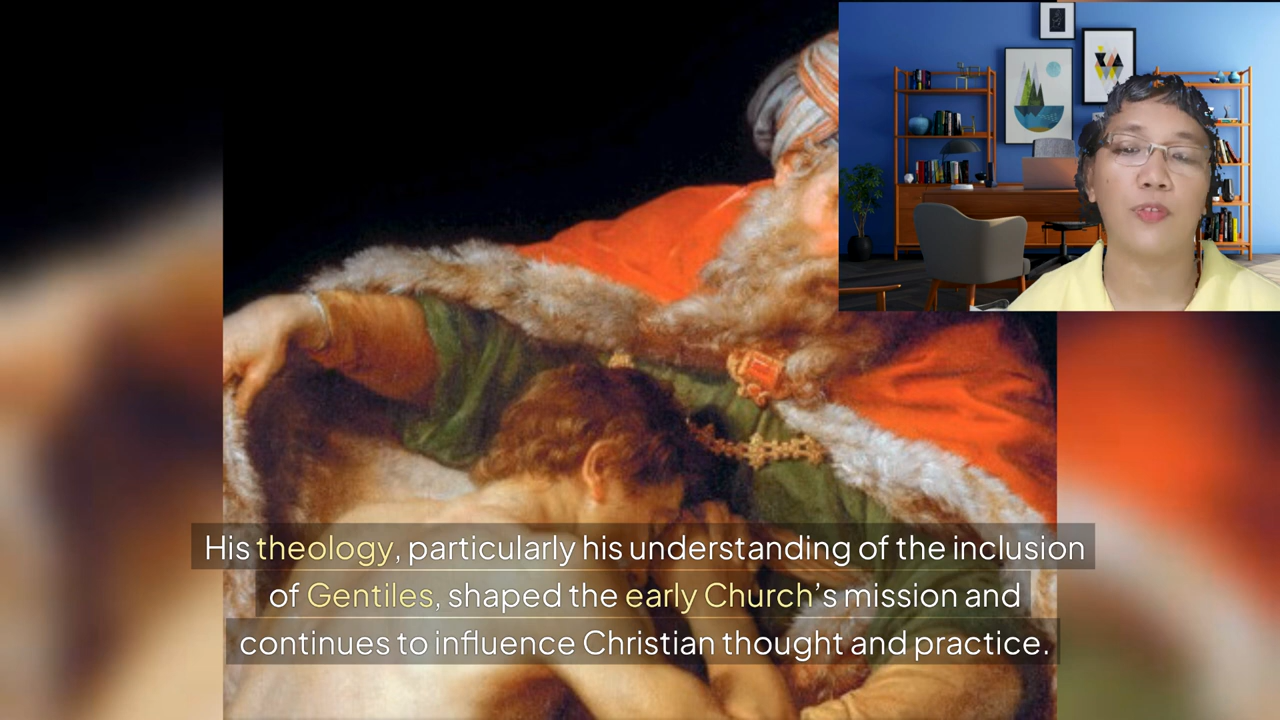 His theology, particularly his understanding of the inclusion
of Gentiles, shaped the early Church’s mission and
continues to influence Christian thought and practice.